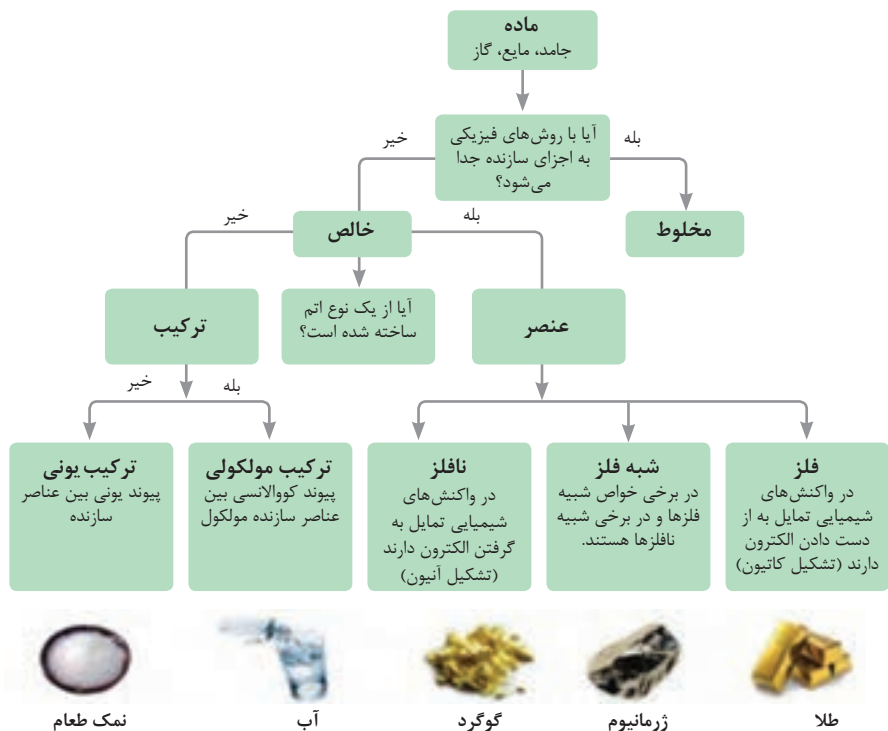 ماده
جامد، مایع، گاز
آیا با روش‌های فیزیکی
به اجزای سازنده جدا
می‌شود؟
بله
خیر
مخلوط
خالص
بله
خیر
آیا از یک نوع اتم
ساخته شده است؟
عنصر
ترکیب
بله
خیر
فلز
در واکنش‌های
شیمیایی تمایل به از
دست دادن الکترون
دارند (تشکیل کاتیون)
شبه فلز
در برخی خواص شبیه
فلزها و در برخی شبیه
نافلزها هستند.
نافلز
در واکنش‌های
شیمیایی تمایل به
گرفتن الکترون دارند
(تشکیل آنیون)
ترکیب مولکولی
پیوند کووالانسی بین
عناصر سازنده مولکول
ترکیب یونی
پیوند یونی بین عناصر
سازنده
طلا
ژرمانیوم
گوگرد
آب
نمک طعام